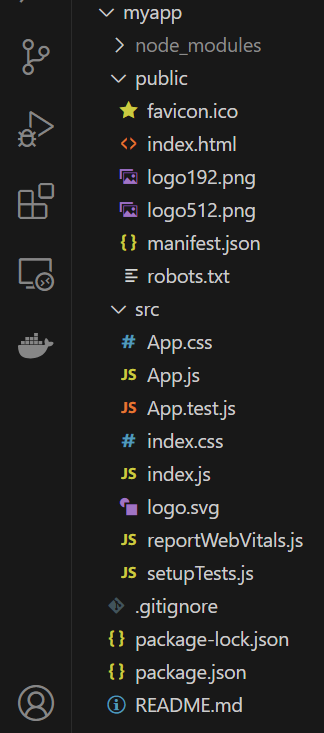 myapp
node_modules
public
favicon.ico
index.html
logo192.png
logo512.png
manifest.json
robots.txt
src
App.css
App.js
App.test.js
index.css
index.js
logo.svg
reportWebVitals.js
setupTests.js
.gitignore
package-lock.json
package.json
README.md